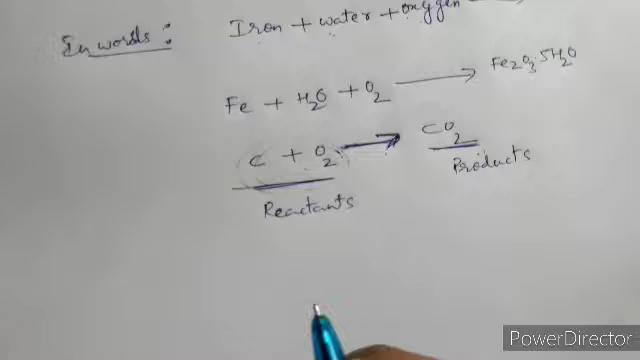 In words :
Iron + water + oxygen
Fe + H₂O + O₂ → Fe₂O₃·5H₂O
C + O₂ → CO₂
Reactants Products
PowerDirector